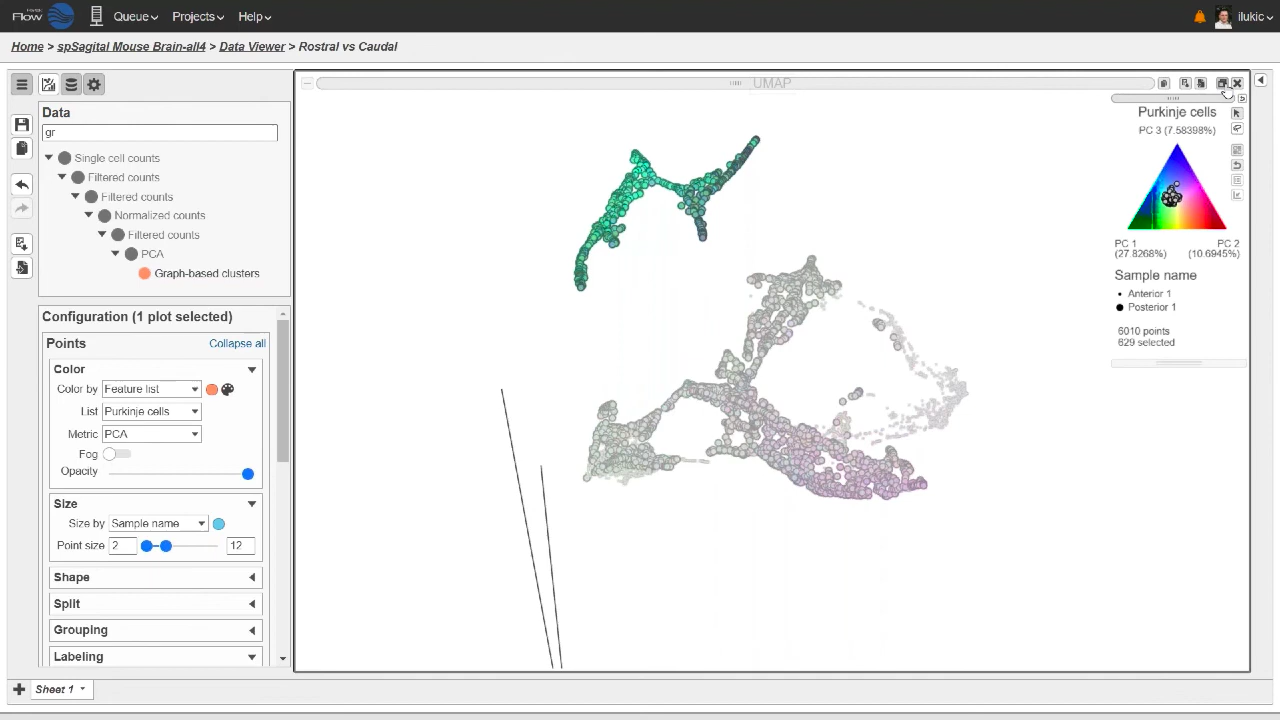 Flow
Queue
Projects
Help
ilukic
Home > spSagital Mouse Brain-all4 > Data Viewer > Rostral vs Caudal
UMAP
Data
gr
Single cell counts
Filtered counts
Filtered counts
Normalized counts
Filtered counts
PCA
Graph-based clusters
Configuration (1 plot selected)
Points
Collapse all
Color
Color by Feature list
List Purkinje cells
Metric PCA
Fog
Opacity
Size
Size by Sample name
Point size 2 12
Shape
Split
Grouping
Labeling
Purkinje cells
PC 3 (7.58398%)
PC 1 PC 2
(27.8268%) (10.6945%)
Sample name
Anterior 1
Posterior 1
6010 points
629 selected
Sheet 1